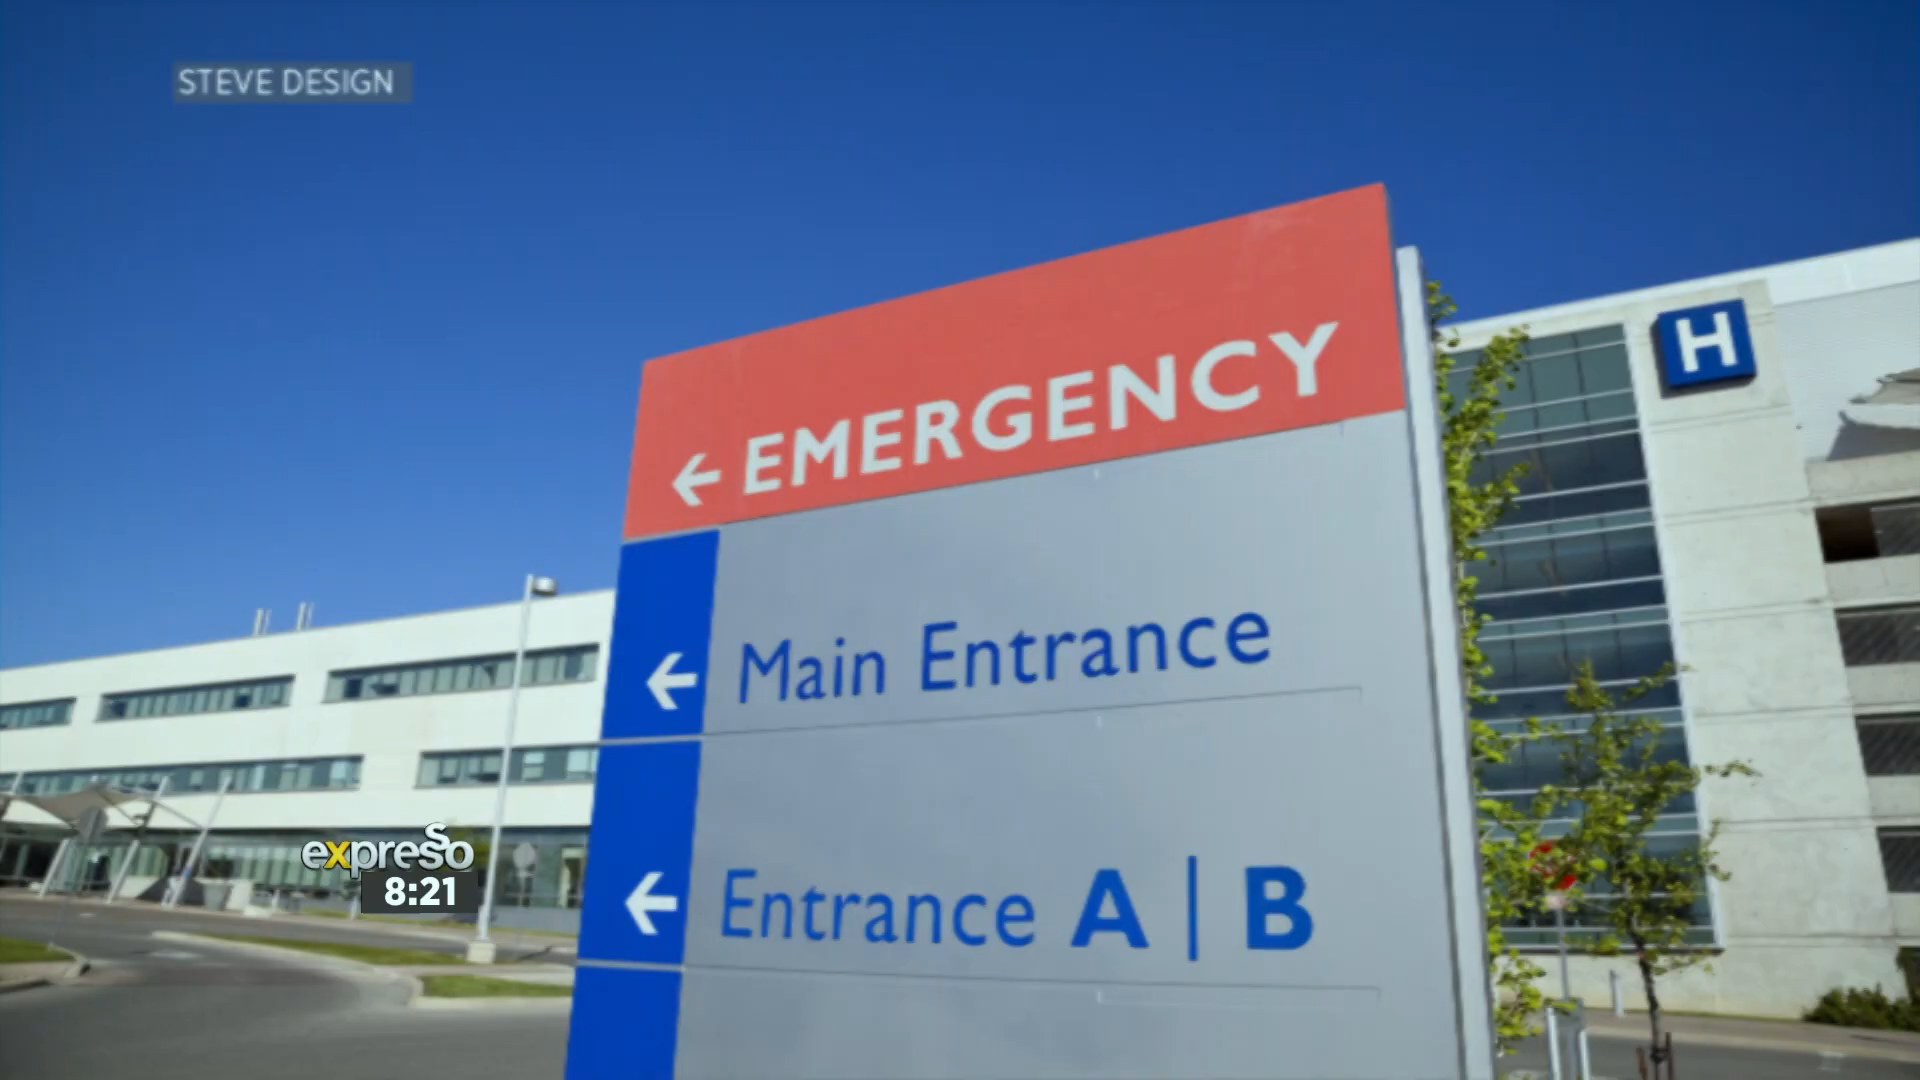 STEVE DESIGN
H
← EMERGENCY
← Main Entrance
← Entrance A | B
expresso
8:21